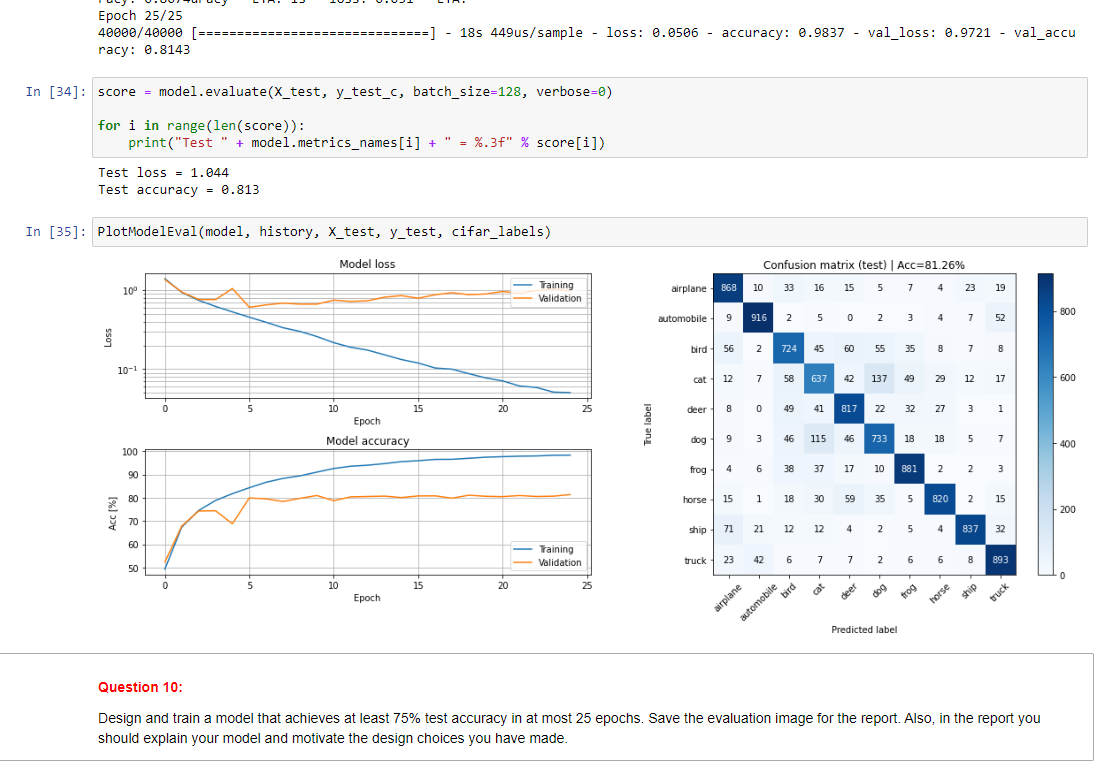 Epoch 25/25
40000/40000 [==============================] - 18s 449us/sample - loss: 0.0506 - accuracy: 0.9837 - val_loss: 0.9721 - val_accu
racy: 0.8143
In [34]: score = model.evaluate(X_test, y_test_c, batch_size=128, verbose=0)
for i in range(len(score)):
    print("Test " + model.metrics_names[i] + " = %.3f" % score[i])
Test loss = 1.044
Test accuracy = 0.813
In [35]: PlotModelEval(model, history, X_test, y_test, cifar_labels)
Model loss
10⁰
10⁻¹
Loss
Training
Validation
0 5 10 15 20 25
Epoch
Model accuracy
100
90
80
70
60
50
Acc [%]
Training
Validation
0 5 10 15 20 25
Epoch
Confusion matrix (test) | Acc=81.26%
airplane 868 10 33 16 15 5 7 4 23 19
automobile 9 916 2 5 0 2 3 4 7 52
bird 56 2 724 45 60 55 35 8 7 8
cat 12 7 58 637 42 137 49 29 12 17
deer 8 0 49 41 817 22 32 27 3 1
dog 9 3 46 115 46 733 18 18 5 7
frog 4 6 38 37 17 10 881 2 2 3
horse 15 1 18 30 59 35 5 820 2 15
ship 71 21 12 12 4 2 5 4 837 32
truck 23 42 6 7 7 2 6 6 8 893
True label
airplane automobile bird cat deer dog frog horse ship truck
Predicted label
800
600
400
200
0
Question 10:
Design and train a model that achieves at least 75% test accuracy in at most 25 epochs. Save the evaluation image for the report. Also, in the report you
should explain your model and motivate the design choices you have made.